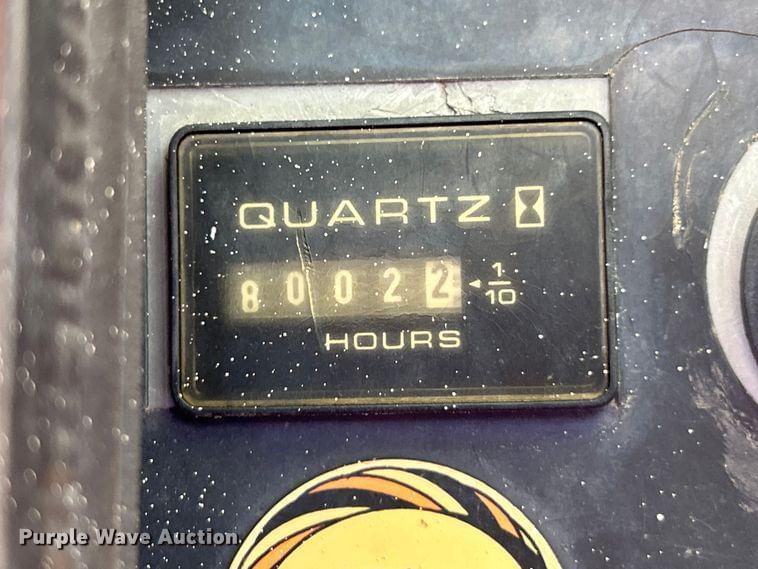 QUARTZ
80022 1/10
HOURS
Purple Wave Auction